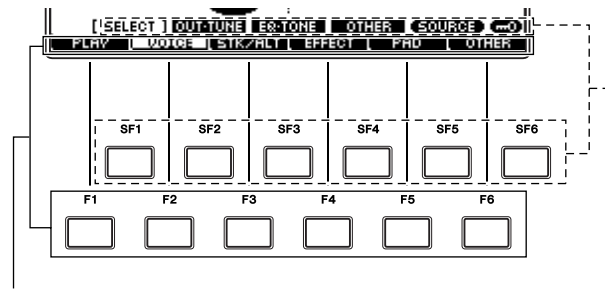 [ SELECT ] OUT-TUNE EQ-TONE OTHER SOURCE
PLAY VOICE STK/ALT EFFECT PAD OTHER
SF1 SF2 SF3 SF4 SF5 SF6
F1 F2 F3 F4 F5 F6